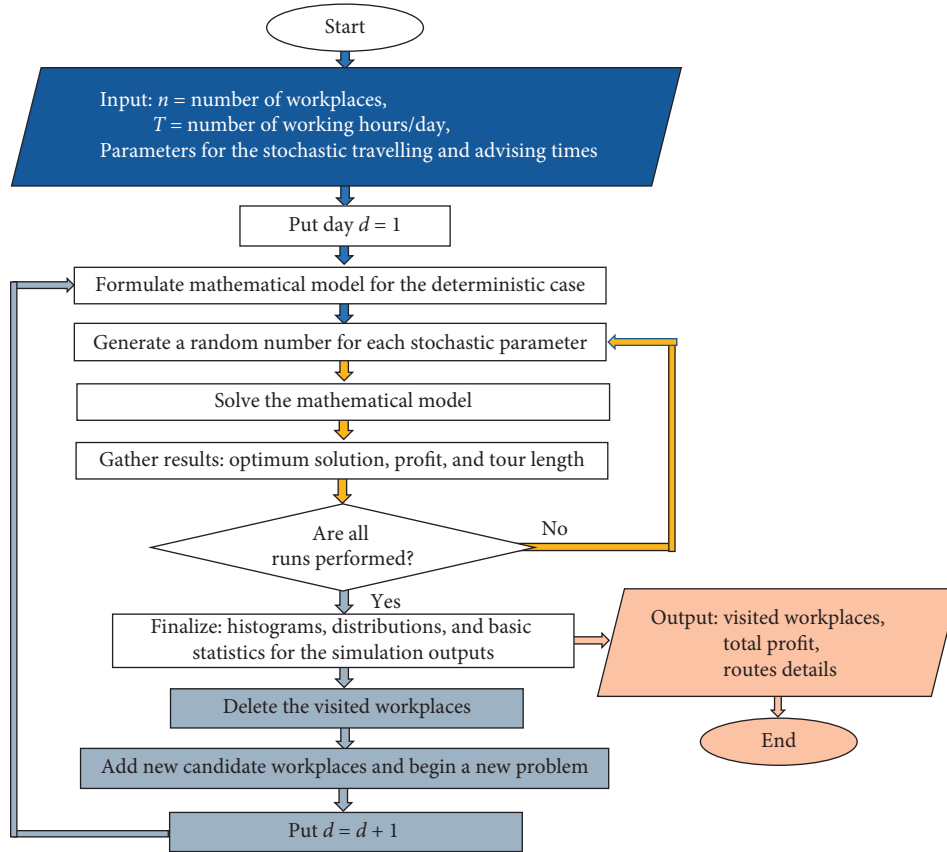 Start
Input: n = number of workplaces,
T = number of working hours/day,
Parameters for the stochastic travelling and advising times
Put day d = 1
Formulate mathematical model for the deterministic case
Generate a random number for each stochastic parameter
Solve the mathematical model
Gather results: optimum solution, profit, and tour length
Are all
runs performed?
No
Yes
Finalize: histograms, distributions, and basic
statistics for the simulation outputs
Output: visited workplaces,
total profit,
routes details
End
Delete the visited workplaces
Add new candidate workplaces and begin a new problem
Put d = d + 1